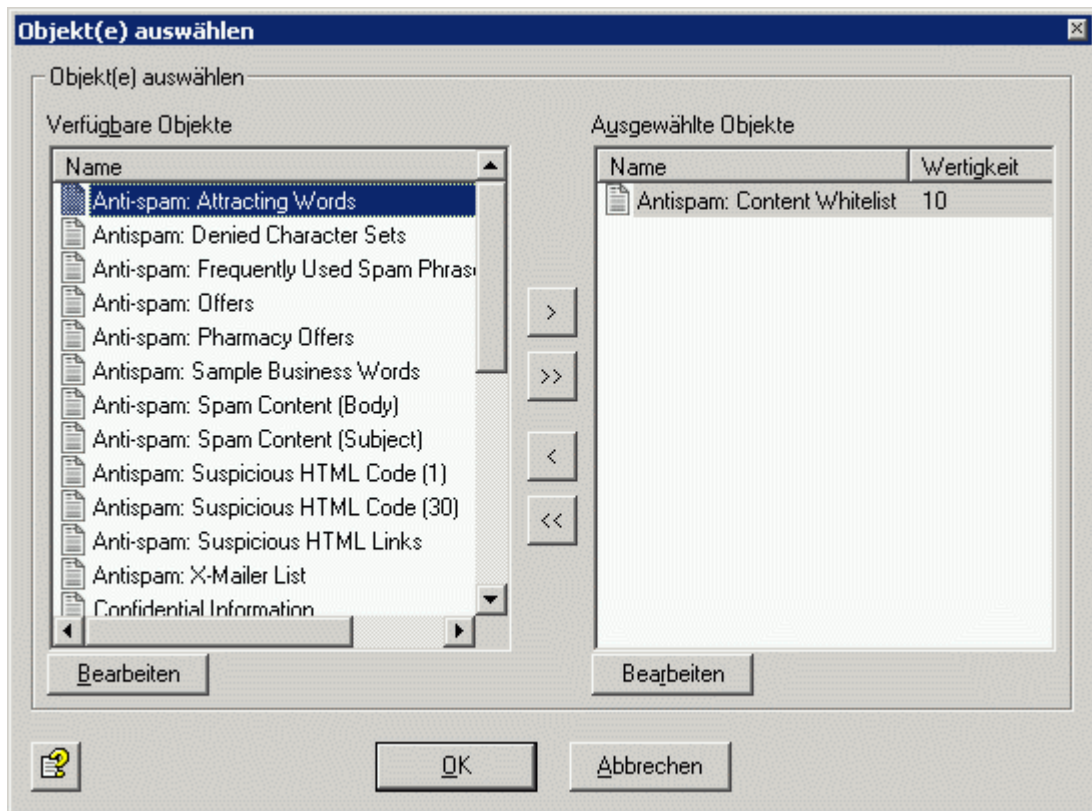 Objekt(e) auswählen
Objekt(e) auswählen
Verfügbare Objekte
Name
Anti-spam: Attracting Words
Antispam: Denied Character Sets
Anti-spam: Frequently Used Spam Phras
Anti-spam: Offers
Anti-spam: Pharmacy Offers
Antispam: Sample Business Words
Anti-spam: Spam Content (Body)
Anti-spam: Spam Content (Subject)
Antispam: Suspicious HTML Code (1)
Antispam: Suspicious HTML Code (30)
Anti-spam: Suspicious HTML Links
Antispam: X-Mailer List
Confidential Information
Bearbeiten
>
>>
<
<<
Ausgewählte Objekte
Name Wertigkeit
Antispam: Content Whitelist 10
Bearbeiten
OK Abbrechen